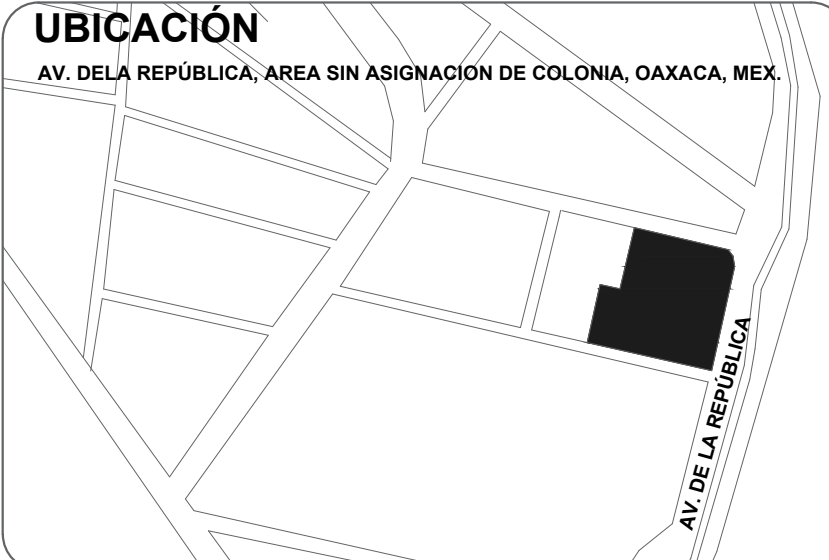 UBICACIÓN
AV. DELA REPÚBLICA, AREA SIN ASIGNACION DE COLONIA, OAXACA, MEX.
AV. DE LA REPÚBLICA